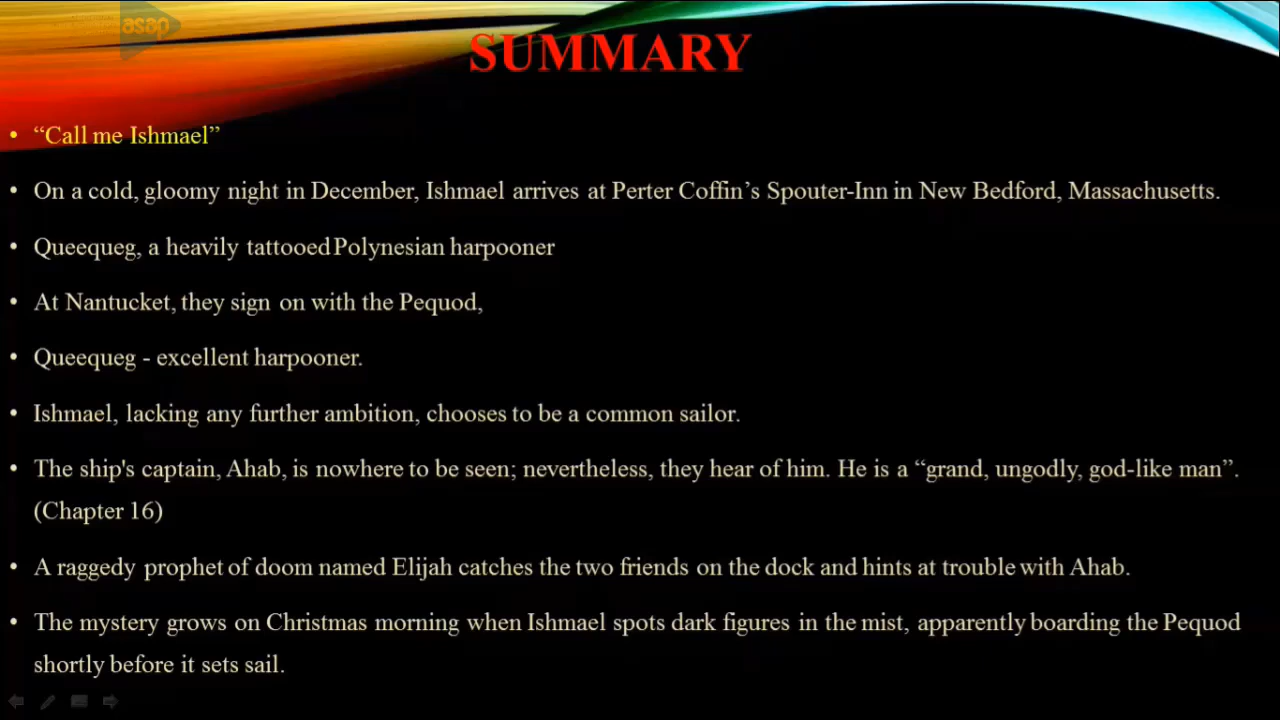 asap
SUMMARY
• “Call me Ishmael”
• On a cold, gloomy night in December, Ishmael arrives at Perter Coffin’s Spouter-Inn in New Bedford, Massachusetts.
• Queequeg, a heavily tattooed Polynesian harpooner
• At Nantucket, they sign on with the Pequod,
• Queequeg - excellent harpooner.
• Ishmael, lacking any further ambition, chooses to be a common sailor.
• The ship's captain, Ahab, is nowhere to be seen; nevertheless, they hear of him. He is a “grand, ungodly, god-like man”.
(Chapter 16)
• A raggedy prophet of doom named Elijah catches the two friends on the dock and hints at trouble with Ahab.
• The mystery grows on Christmas morning when Ishmael spots dark figures in the mist, apparently boarding the Pequod
shortly before it sets sail.